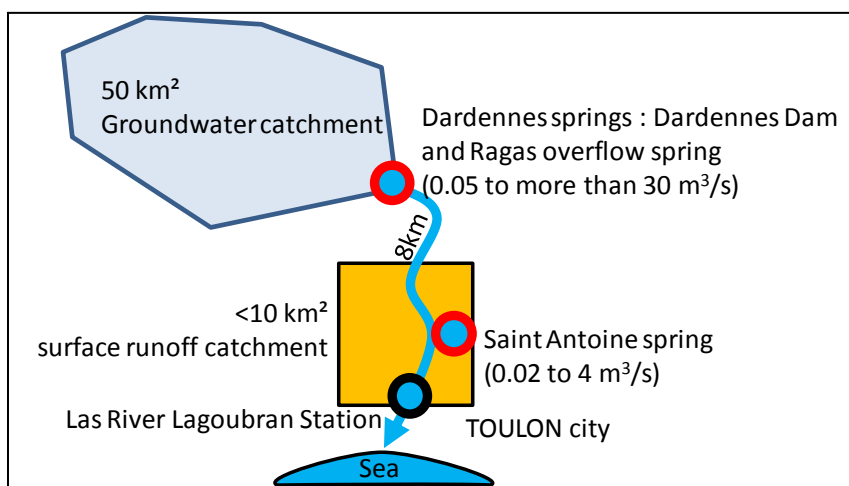 50 km²
Groundwater catchment
Dardennes springs : Dardennes Dam
and Ragas overflow spring
(0.05 to more than 30 m³/s)
8km
<10 km²
surface runoff catchment
Saint Antoine spring
(0.02 to 4 m³/s)
Las River Lagoubran Station
TOULON city
Sea